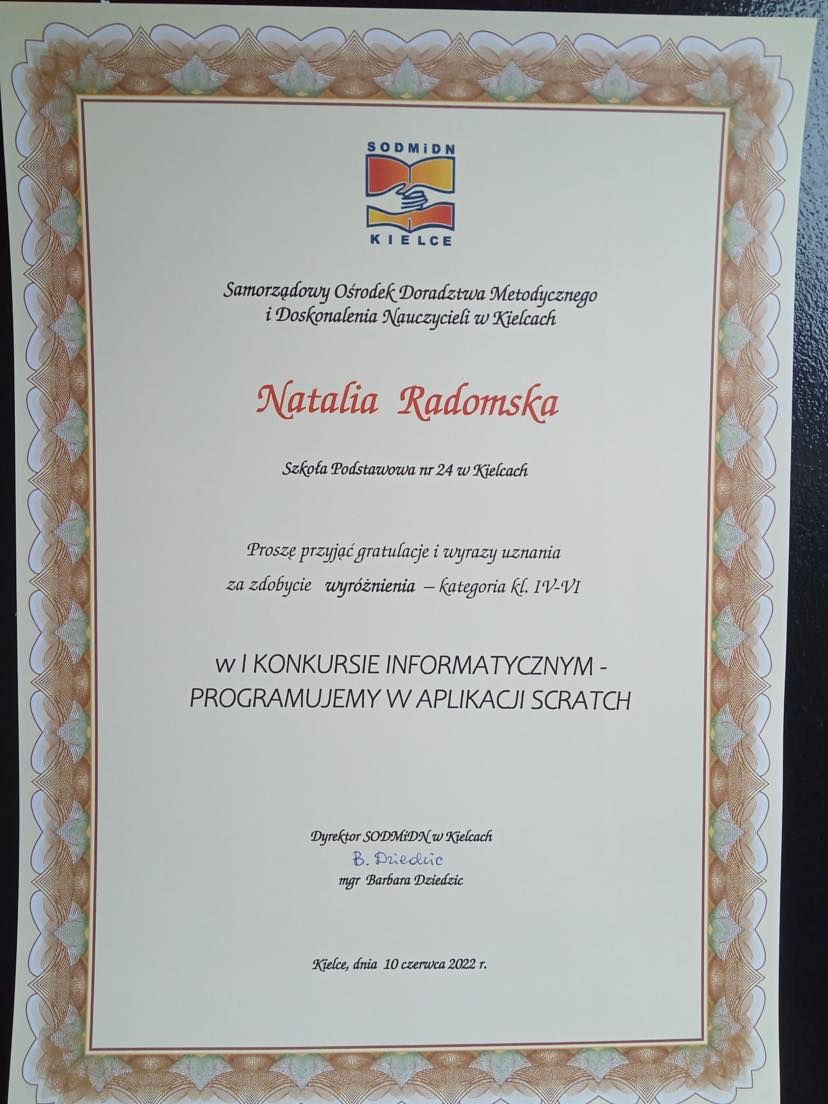 SODMiDN
KIELCE
Samorządowy Ośrodek Doradztwa Metodycznego
i Doskonalenia Nauczycieli w Kielcach
Natalia Radomska
Szkoła Podstawowa nr 24 w Kielcach
Proszę przyjąć gratulacje i wyrazy uznania
za zdobycie wyróżnienia – kategoria kl. IV-VI
w I KONKURSIE INFORMATYCZNYM -
PROGRAMUJEMY W APLIKACJI SCRATCH
Dyrektor SODMiDN w Kielcach
B. Dziedzic
mgr Barbara Dziedzic
Kielce, dnia 10 czerwca 2022 r.